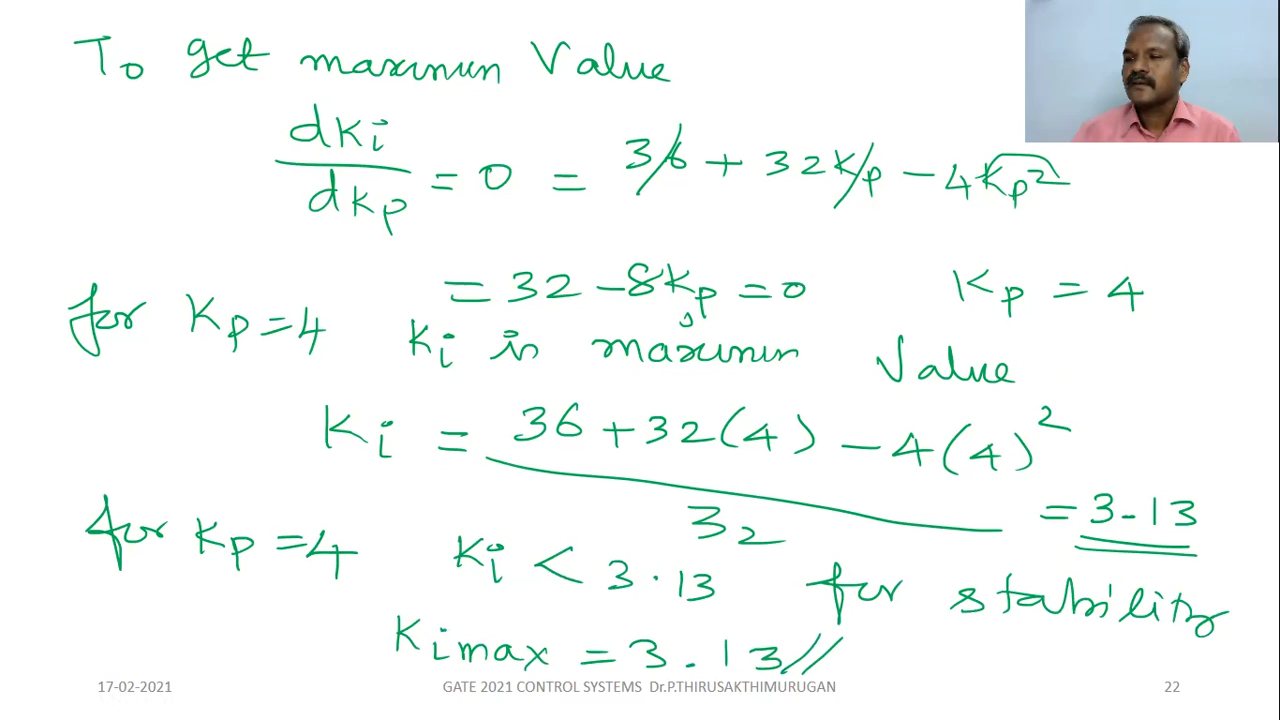 To get maximum Value
dKi/dKp = 0 = 36 + 32Kp - 4Kp²
= 32 - 8Kp = 0 Kp = 4
for Kp = 4 Ki is maximum Value
Ki = 36 + 32(4) - 4(4)² / 32 = 3.13
for Kp = 4 Ki < 3.13 for stability
Kimax = 3.13//
17-02-2021 GATE 2021 CONTROL SYSTEMS Dr.P.THIRUSAKTHIMURUGAN 22